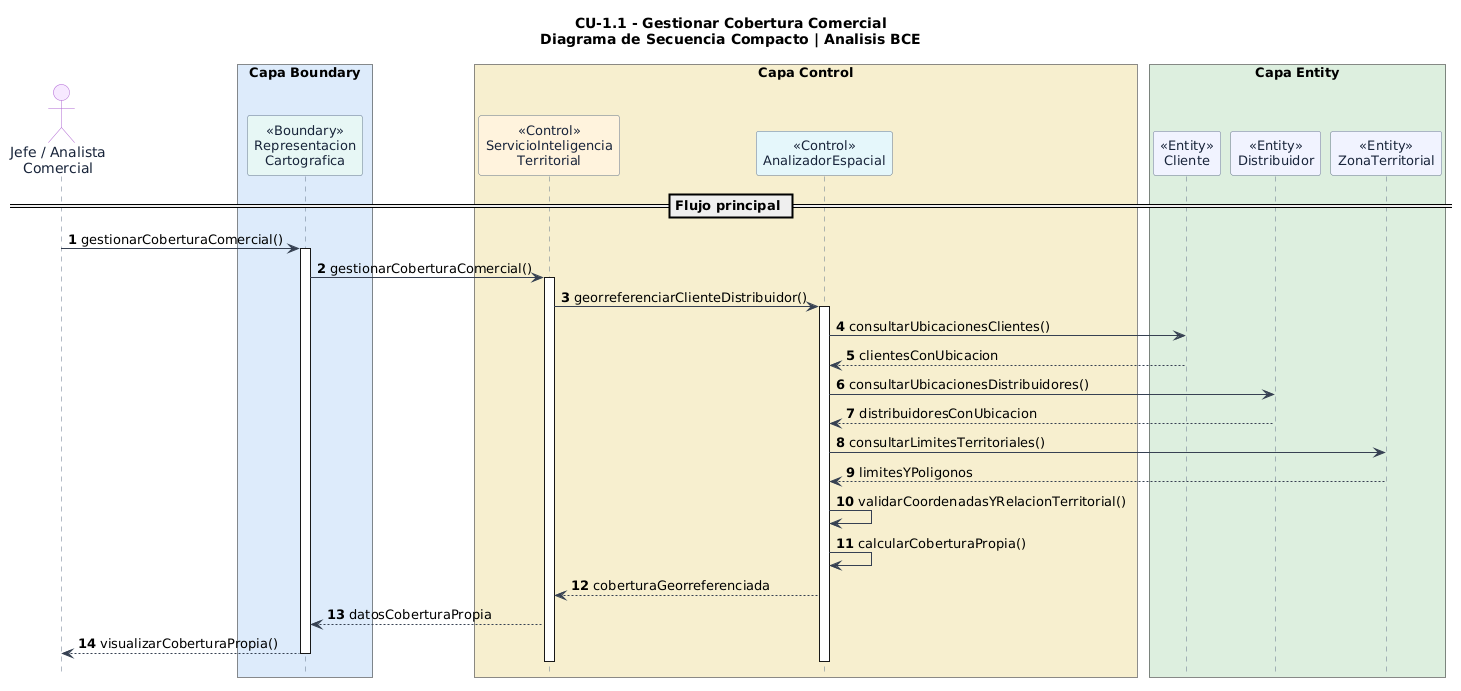 CU-1.1 - Gestionar Cobertura Comercial
Diagrama de Secuencia Compacto | Analisis BCE
Capa Boundary
Capa Control
Capa Entity
Jefe / Analista
Comercial
«Boundary»
Representacion
Cartografica
«Control»
ServicioInteligencia
Territorial
«Control»
AnalizadorEspacial
«Entity»
Cliente
«Entity»
Distribuidor
«Entity»
ZonaTerritorial
Flujo principal
1 gestionarCoberturaComercial()
2 gestionarCoberturaComercial()
3 georreferenciarClienteDistribuidor()
4 consultarUbicacionesClientes()
5 clientesConUbicacion
6 consultarUbicacionesDistribuidores()
7 distribuidoresConUbicacion
8 consultarLimitesTerritoriales()
9 limitesYPoligonos
10 validarCoordenadasYRelacionTerritorial()
11 calcularCoberturaPropia()
12 coberturaGeorreferenciada
13 datosCoberturaPropia
14 visualizarCoberturaPropia()